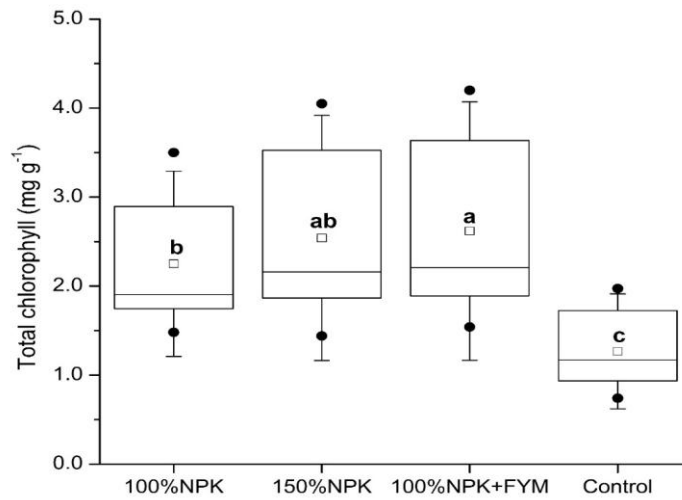 5.0
4.0
3.0
2.0
1.0
0.0
Total chlorophyll (mg g-1)
b
ab
a
c
100%NPK 150%NPK 100%NPK+FYM Control